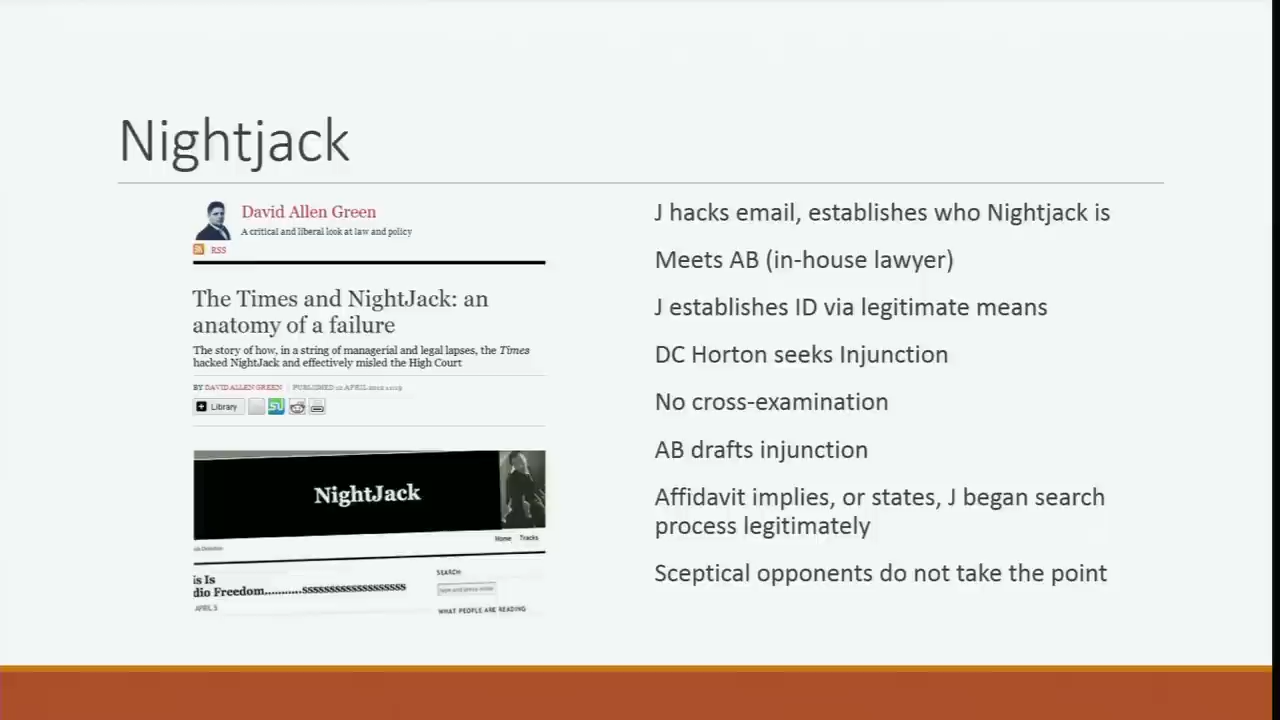 Nightjack
David Allen Green
A critical and liberal look at law and policy
RSS
The Times and NightJack: an
anatomy of a failure
The story of how, in a string of managerial and legal lapses, the Times
hacked NightJack and effectively misled the High Court
BY DAVID ALLEN GREEN PUBLISHED APRIL
Library
NightJack
Home Tracks
is Is
dio Freedom...........sssssssssssssssssss
APRIL 5
SEARCH
WHAT PEOPLE ARE READING
J hacks email, establishes who Nightjack is
Meets AB (in-house lawyer)
J establishes ID via legitimate means
DC Horton seeks Injunction
No cross-examination
AB drafts injunction
Affidavit implies, or states, J began search
process legitimately
Sceptical opponents do not take the point